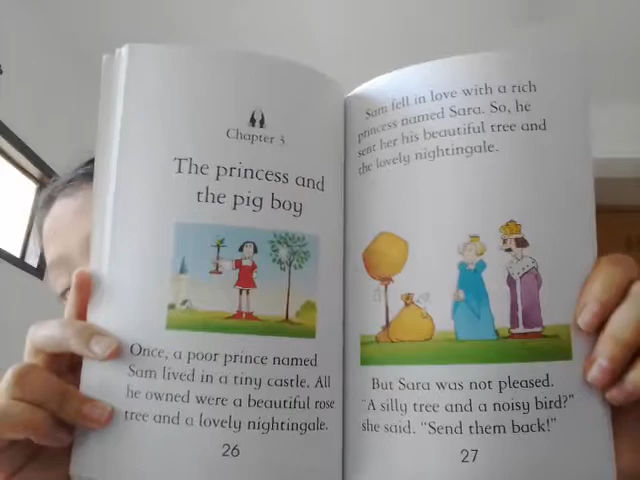 Chapter 3
The princess and
the pig boy
Once, a poor prince named
Sam lived in a tiny castle. All
he owned were a beautiful rose
tree and a lovely nightingale.
26
Sam fell in love with a rich
princess named Sara. So, he
sent her his beautiful tree and
the lovely nightingale.
But Sara was not pleased.
"A silly tree and a noisy bird?"
she said. "Send them back!"
27